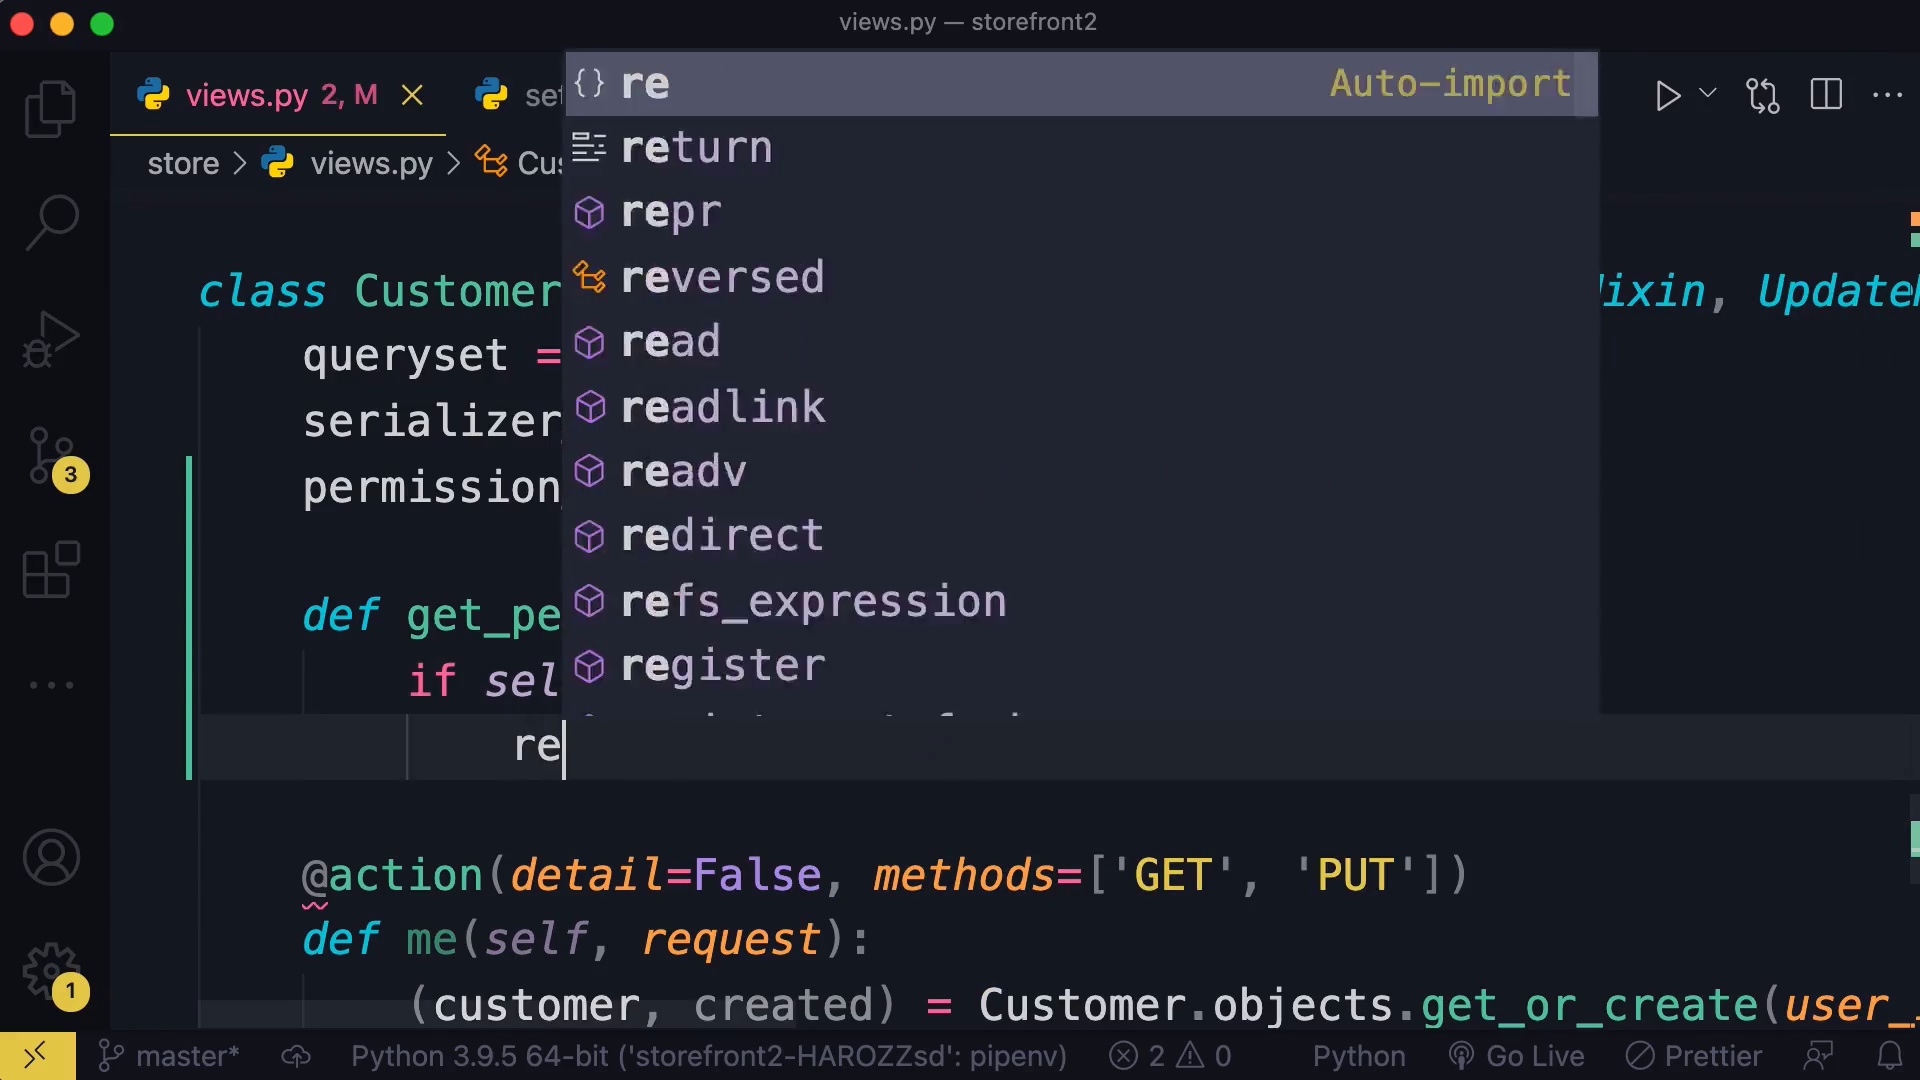 views.py — storefront2
views.py 2, M
store > views.py >
re Auto-import
return
repr
reversed
read
readlink
readv
redirect
refs_expression
register
class Customer ixin, Update
queryset =
serializer
permission
def get_pe
if sel
re
@action(detail=False, methods=['GET', 'PUT'])
def me(self, request):
(customer, created) = Customer.objects.get_or_create(user_
3
1
master* Python 3.9.5 64-bit ('storefront2-HAROZZsd': pipenv) 2 0 Python Go Live Prettier